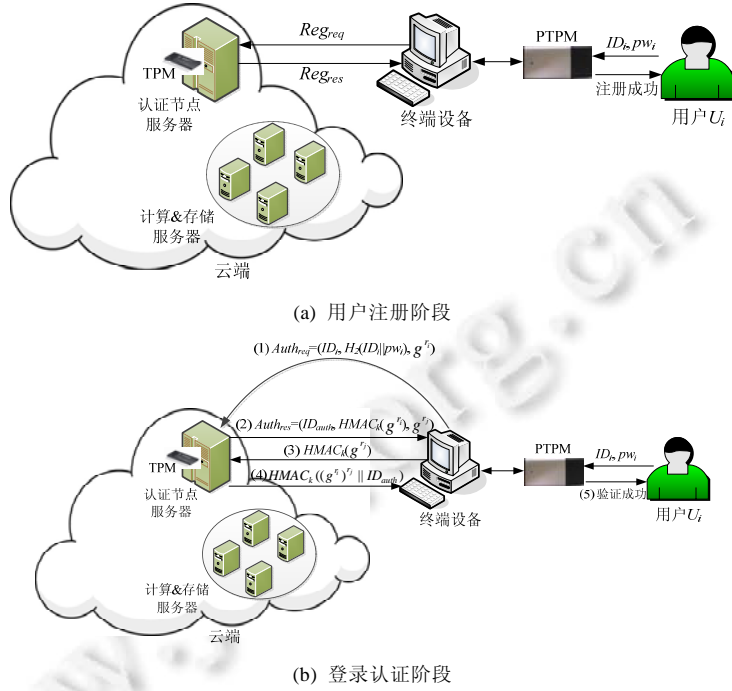 Reg_req
Reg_res
TPM
认证节点
服务器
终端设备
PTPM
ID_i, pw_i
注册成功
用户U_i
计算&存储
服务器
云端
(a) 用户注册阶段
(1) Auth_req=(ID_i, H_2(ID_i||pw_i), g^{r_i})
(2) Auth_res=(ID_auth, HMAC_k(g^{r_i}), g^{r_j})
(3) HMAC_k(g^{r_j})
(4) HMAC_k((g^{r_i})^{r_j} || ID_auth)
TPM
认证节点
服务器
终端设备
PTPM
ID_i, pw_i
(5) 验证成功
用户U_i
计算&存储
服务器
云端
(b) 登录认证阶段
org.cn
w.